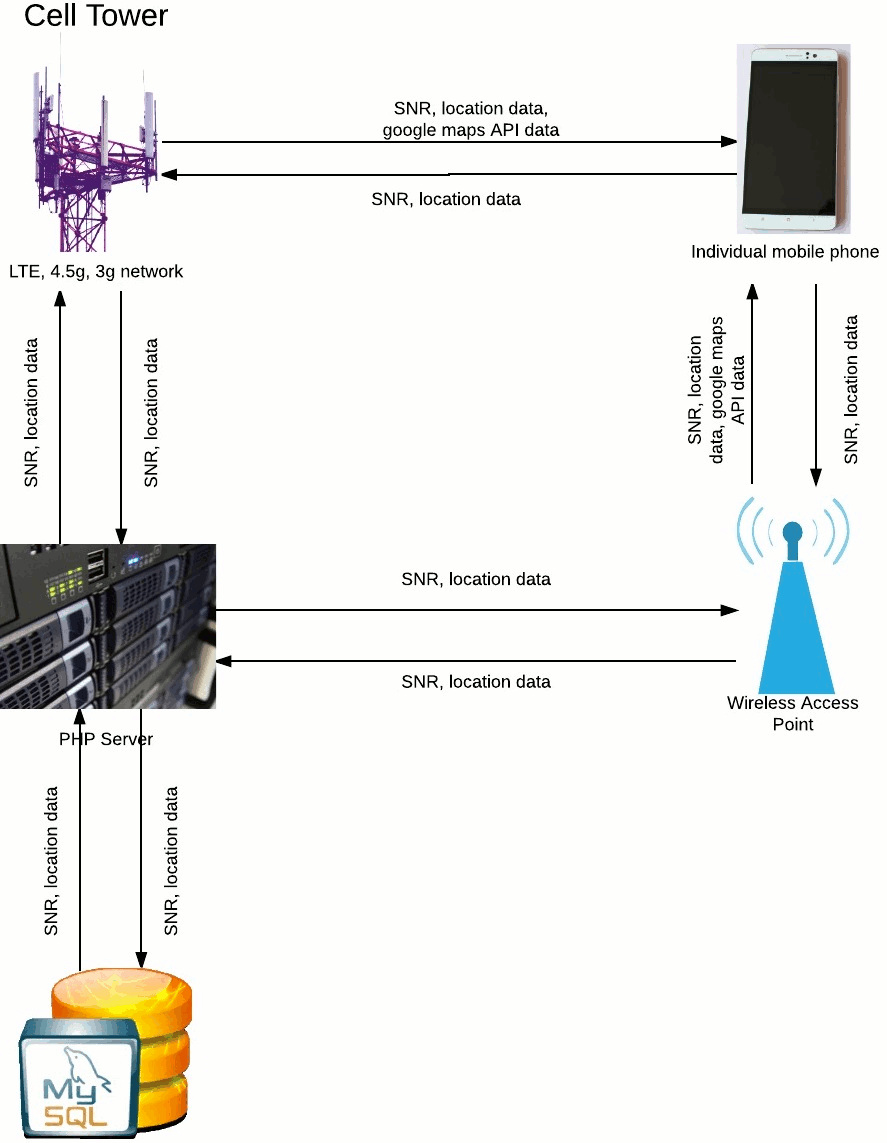 Cell Tower
SNR, location data,
google maps API data
SNR, location data
Individual mobile phone
LTE, 4.5g, 3g network
SNR, location data
SNR, location data
SNR, location
data, google maps
API data
SNR, location data
SNR, location data
SNR, location data
Wireless Access
Point
PHP Server
SNR, location data
SNR, location data
My
SQL